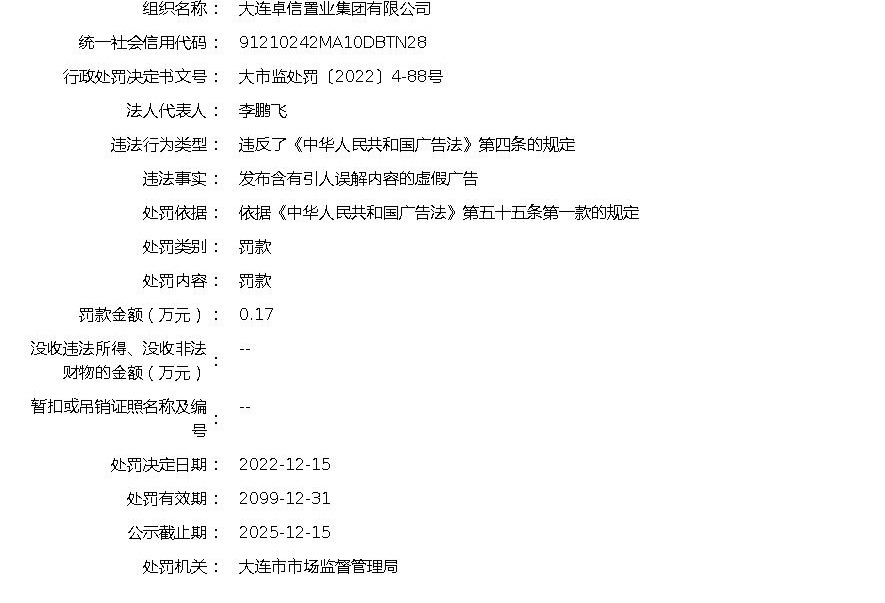 组织名称： 大连卓信置业集团有限公司
统一社会信用代码： 91210242MA10DBTN28
行政处罚决定书文号： 大市监处罚〔2022〕4-88号
法人代表人： 李鹏飞
违法行为类型： 违反了《中华人民共和国广告法》第四条的规定
违法事实： 发布含有引人误解内容的虚假广告
处罚依据： 依据《中华人民共和国广告法》第五十五条第一款的规定
处罚类别： 罚款
处罚内容： 罚款
罚款金额（万元）： 0.17
没收违法所得、没收非法
财物的金额（万元）： --
暂扣或吊销证照名称及编
号： --
处罚决定日期： 2022-12-15
处罚有效期： 2099-12-31
公示截止期： 2025-12-15
处罚机关： 大连市市场监督管理局